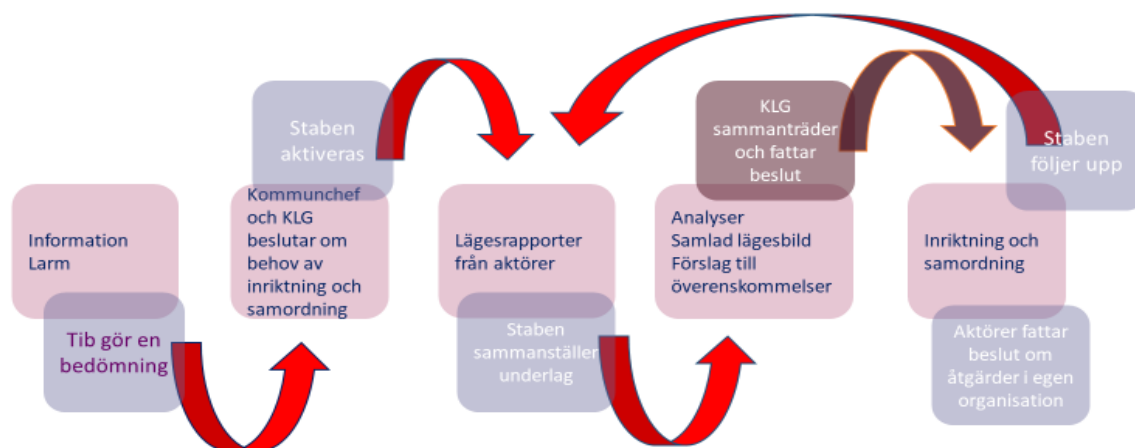 Information
Larm
Tib gör en
bedömning
Staben
aktiveras
Kommunchef
och KLG
beslutar om
behov av
inriktning och
samordning
Lägesrapporter
från aktörer
Staben
sammanställer
underlag
KLG
sammanträder
och fattar
beslut
Analyser
Samlad lägesbild
Förslag till
överenskommelser
Staben
följer upp
Inriktning och
samordning
Aktörer fattar
beslut om
åtgärder i egen
organisation